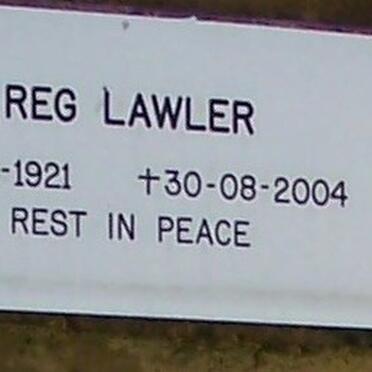 REG LAWLER
-1921 ✝30-08-2004
REST IN PEACE